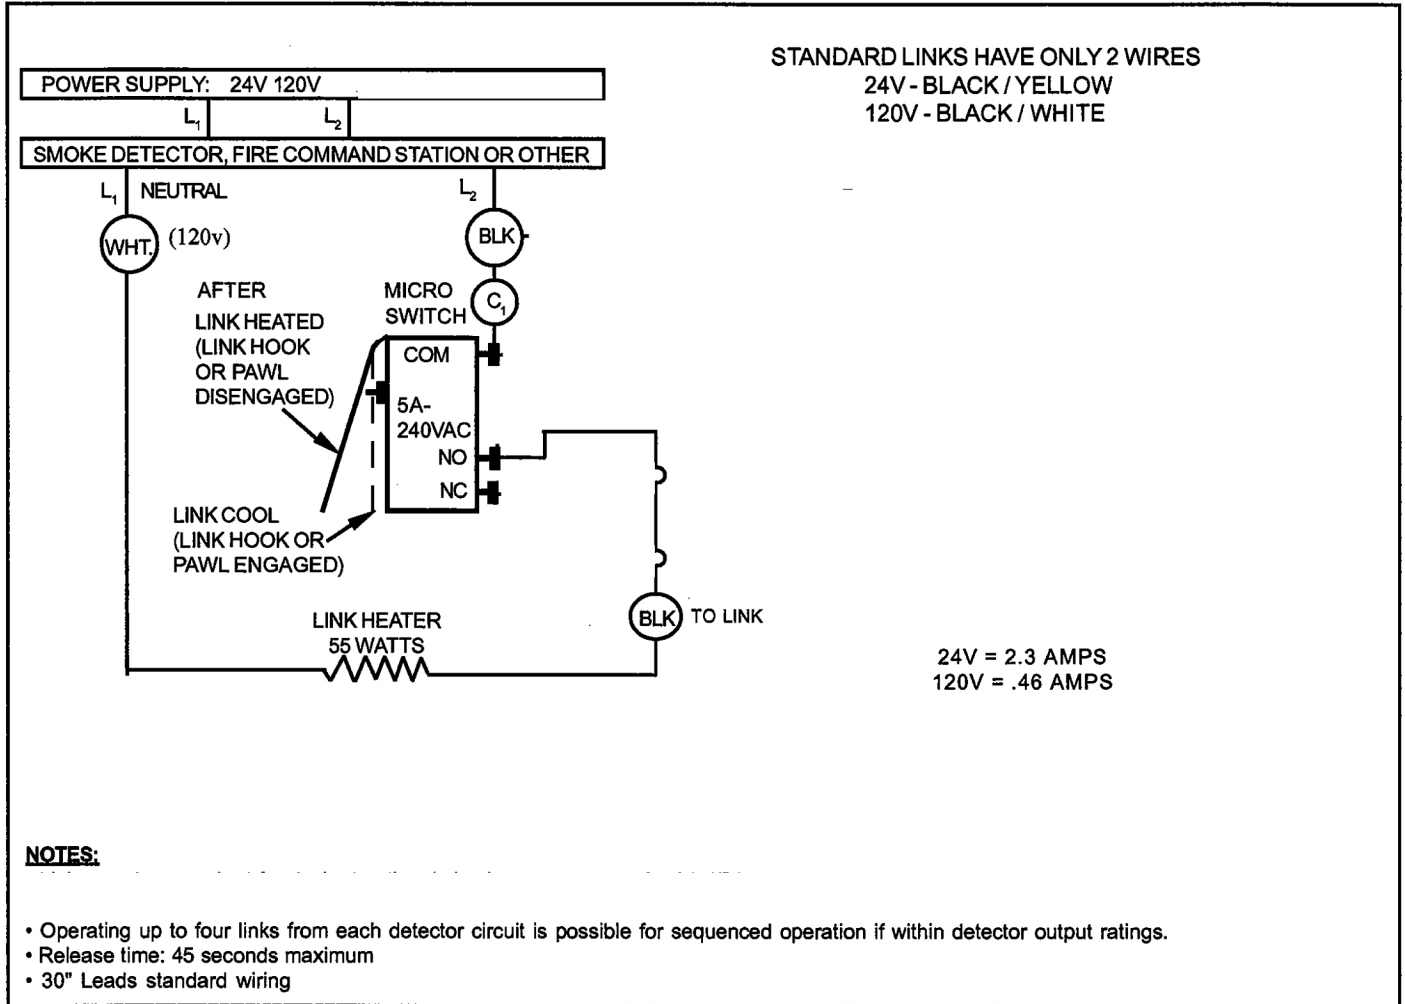 STANDARD LINKS HAVE ONLY 2 WIRES
24V - BLACK / YELLOW
120V - BLACK / WHITE
POWER SUPPLY: 24V 120V
L₁ L₂
SMOKE DETECTOR, FIRE COMMAND STATION OR OTHER
L₁ NEUTRAL
L₂
WHT. (120v)
BLK
C₁
AFTER
LINK HEATED
(LINK HOOK
OR PAWL
DISENGAGED)
MICRO
SWITCH
COM
5A-
240VAC
NO
NC
LINK COOL
(LINK HOOK OR
PAWL ENGAGED)
LINK HEATER
55 WATTS
BLK TO LINK
24V = 2.3 AMPS
120V = .46 AMPS
NOTES:
• Operating up to four links from each detector circuit is possible for sequenced operation if within detector output ratings.
• Release time: 45 seconds maximum
• 30" Leads standard wiring